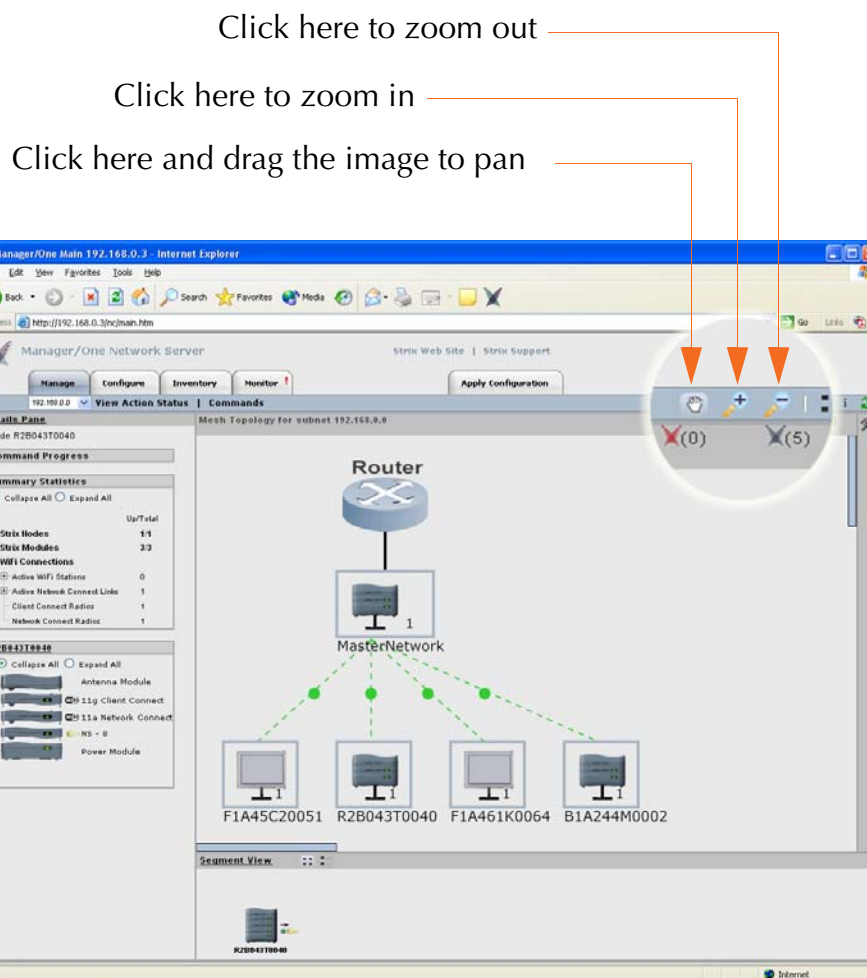 Click here to zoom out
Click here to zoom in
Click here and drag the image to pan
Manager/One Main 192.168.0.3 - Internet Explorer
Edit View Favorites Tools Help
Back Search Favorites Media
http://192.168.0.3/nc/main.htm Go Links
Manager/One Network Server Strix Web Site | Strix Support
Manage Configure Inventory Monitor ! Apply Configuration
192.168.0.0 View Action Status | Commands
Pane Mesh Topology for subnet 192.168.0.0
R2B043T0040
Progress
Statistics
Collapse All Expand All
Up/Total
Strix Nodes 1/1
Strix Modules 3/3
WiFi Connections
Active WiFi Stations 0
Active Network Connect Links 1
Client Connect Radios 1
Network Connect Radios 1
Collapse All Expand All
Antenna Module
11g Client Connect
11a Network Connect
NS - 8
Power Module
(0) (5)
Router
1
MasterNetwork
1 1 1 1
F1A45C20051 R2B043T0040 F1A461K0064 B1A244M0002
Segment View
R2B043T0040
Internet